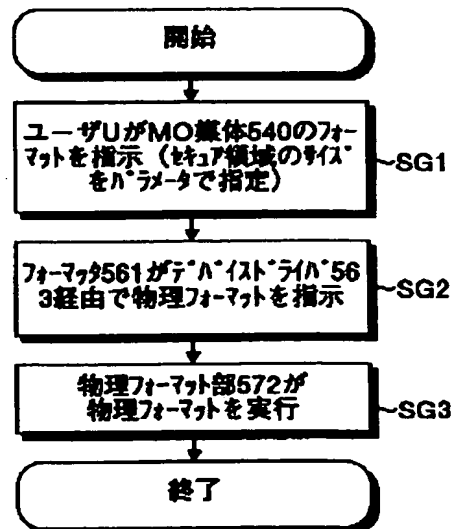 開始
ユーザUがMO媒体540のフォー
マットを指示（セキュア領域のサイズ
をパラメータで指定）
SG1
フォーマッタ561がデバイスドライバ56
3経由で物理フォーマットを指示
SG2
物理フォーマット部572が
物理フォーマットを実行
SG3
終了